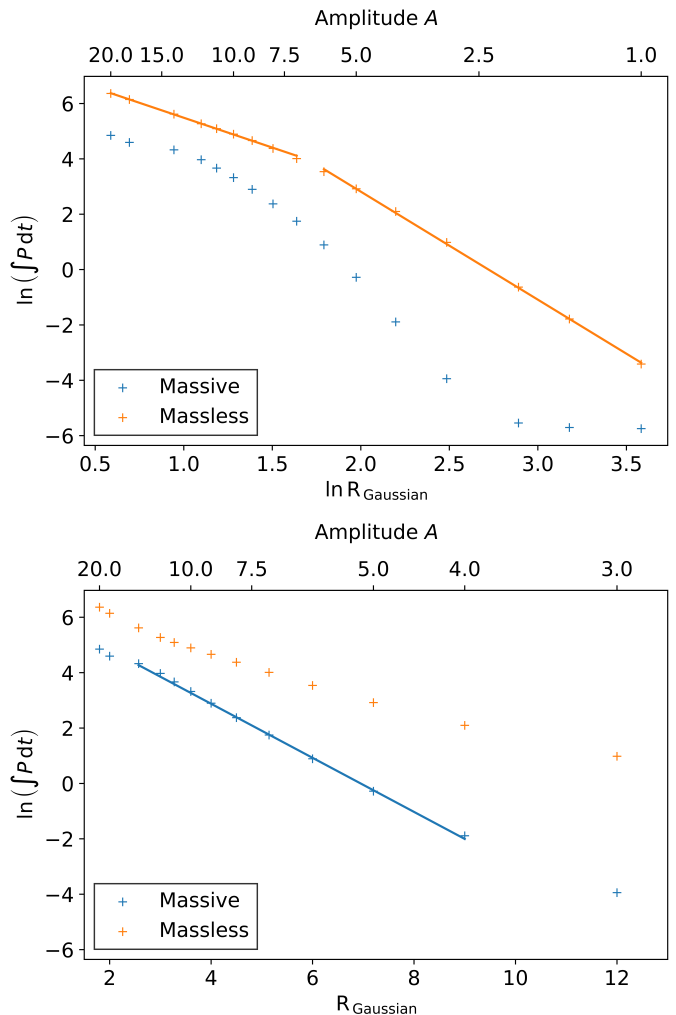 Amplitude A
20.0 15.0 10.0 7.5 5.0 2.5 1.0
6
4
2
0
−2
−4
−6
ln (∫P dt)
Massive
Massless
0.5 1.0 1.5 2.0 2.5 3.0 3.5
ln R_Gaussian
Amplitude A
20.0 10.0 7.5 5.0 4.0 3.0
6
4
2
0
−2
−4
−6
ln (∫P dt)
Massive
Massless
2 4 6 8 10 12
R_Gaussian